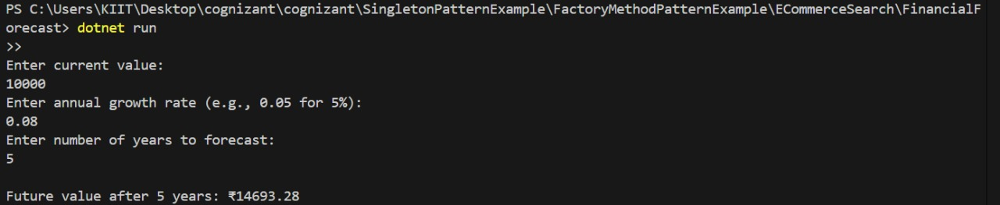 PS C:\Users\KIIT\Desktop\cognizant\cognizant\SingletonPatternExample\FactoryMethodPatternExample\ECommerceSearch\FinancialF
orecast> dotnet run
>>
Enter current value:
10000
Enter annual growth rate (e.g., 0.05 for 5%):
0.08
Enter number of years to forecast:
5
Future value after 5 years: ₹14693.28